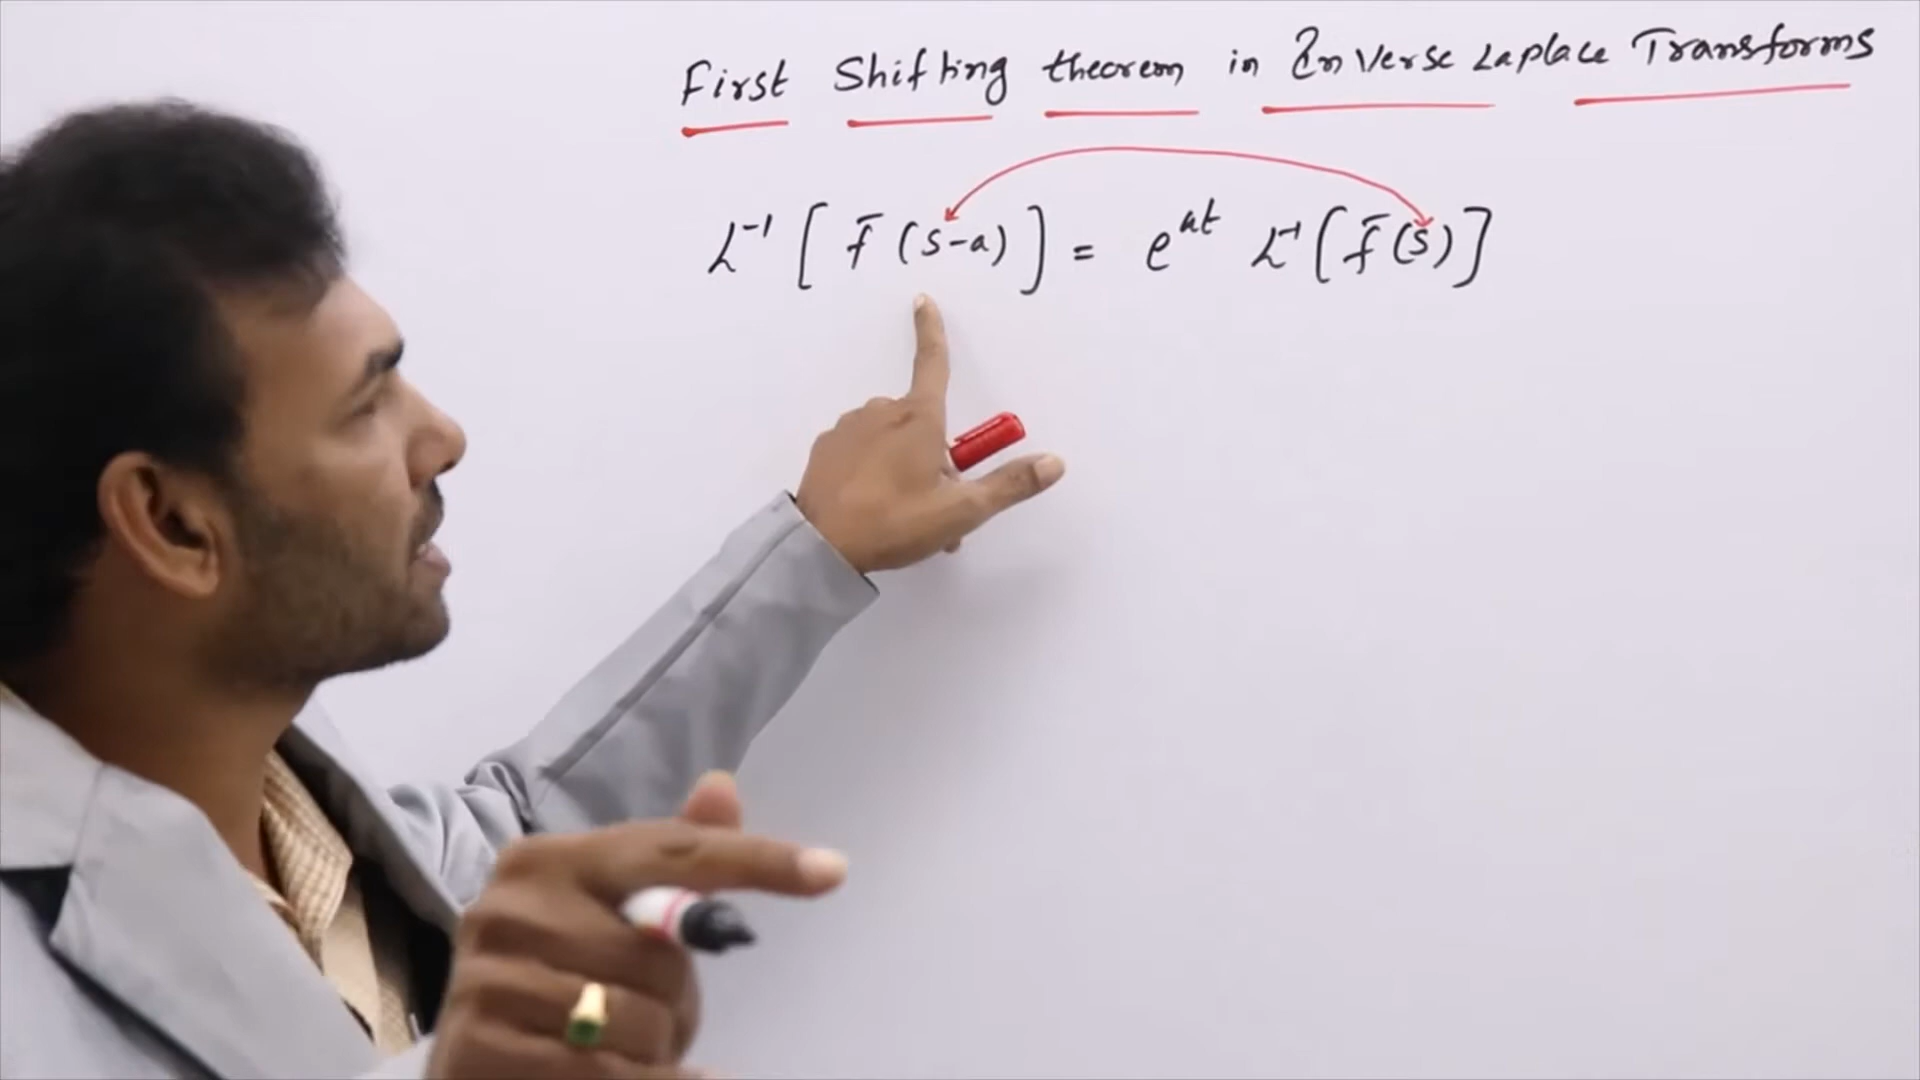 First Shifting theorem in Inverse Laplace Transforms
L⁻¹ [ f̄ (s-a) ] = e^at L⁻¹ [ f̄ (s) ]